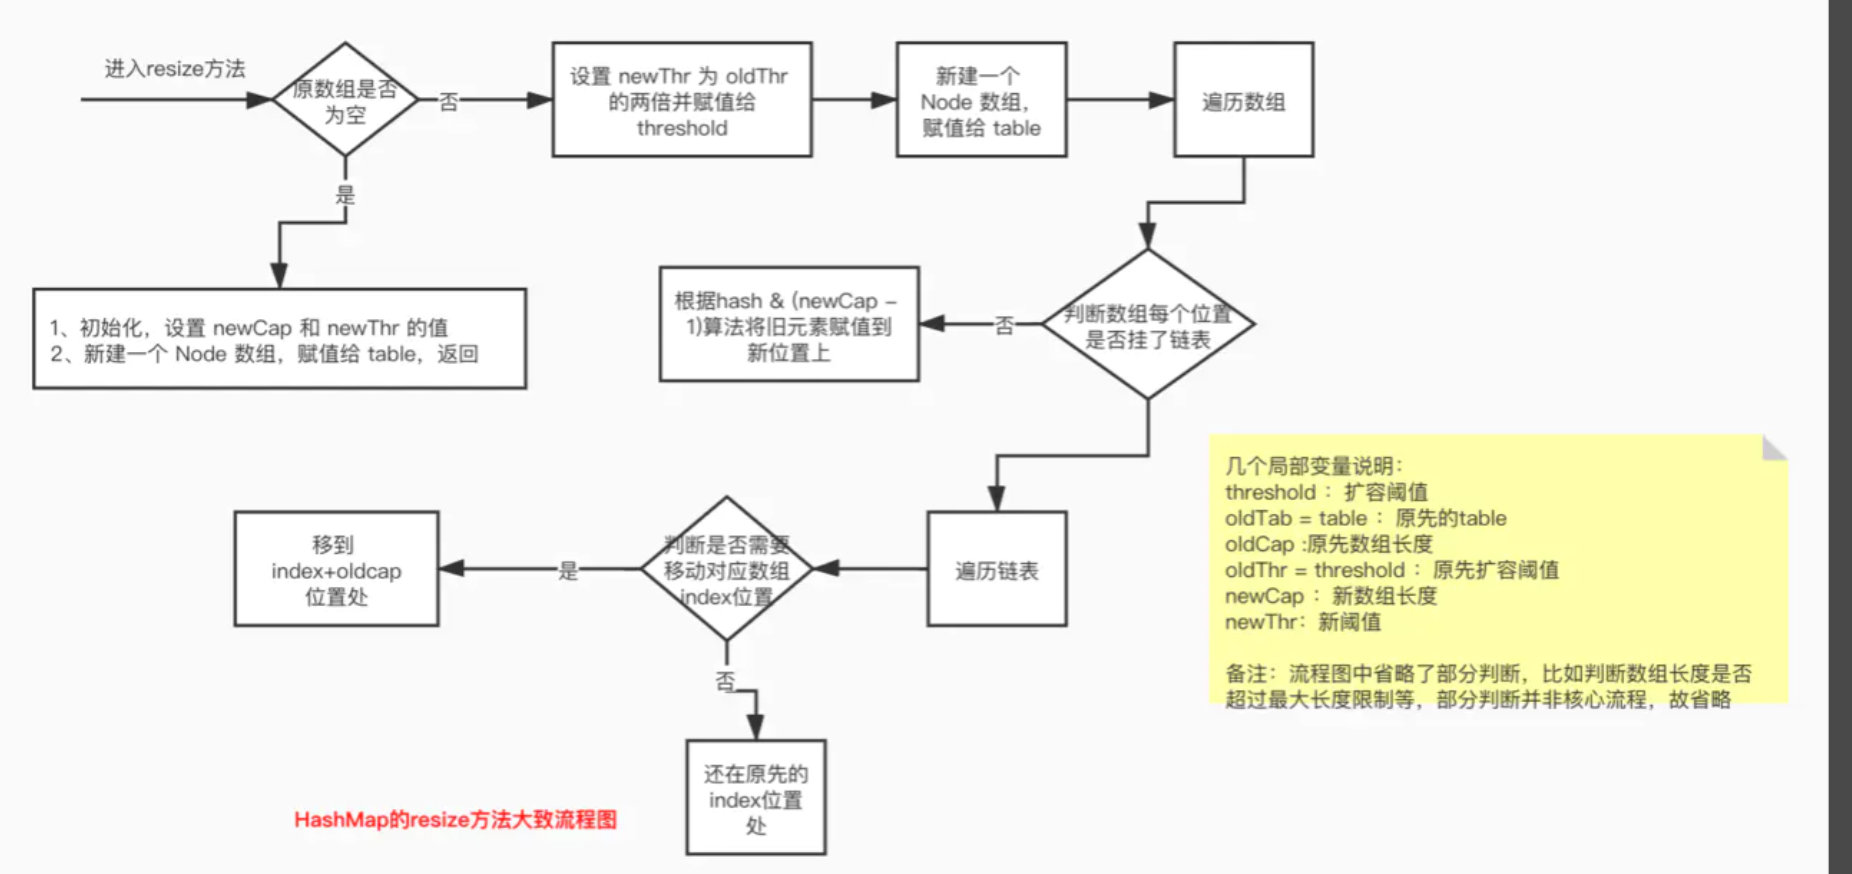 进入resize方法
原数组是否
为空
否
设置 newThr 为 oldThr
的两倍并赋值给
threshold
新建一个
Node 数组，
赋值给 table
遍历数组
是
1、初始化，设置 newCap 和 newThr 的值
2、新建一个 Node 数组，赋值给 table，返回
判断数组每个位置
是否挂了链表
否
根据hash & (newCap -
1)算法将旧元素赋值到
新位置上
遍历链表
判断是否需要
移动对应数组
index位置
是
移到
index+oldcap
位置处
否
还在原先的
index位置
处
几个局部变量说明：
threshold ：扩容阈值
oldTab = table ：原先的table
oldCap :原先数组长度
oldThr = threshold ：原先扩容阈值
newCap ：新数组长度
newThr：新阈值
备注：流程图中省略了部分判断，比如判断数组长度是否
超过最大长度限制等，部分判断并非核心流程，故省略
HashMap的resize方法大致流程图